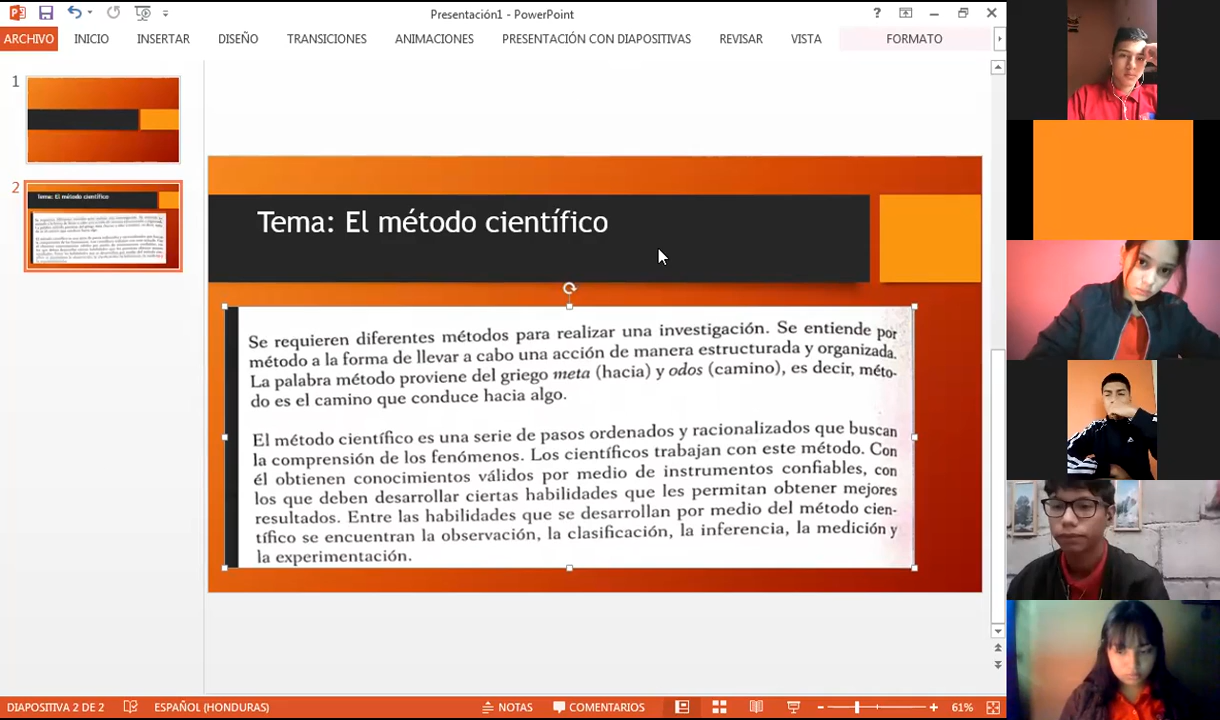 Presentación1 - PowerPoint
ARCHIVO INICIO INSERTAR DISEÑO TRANSICIONES ANIMACIONES PRESENTACIÓN CON DIAPOSITIVAS REVISAR VISTA FORMATO
1
2
Tema: El método científico
Tema: El método científico
Se requieren diferentes métodos para realizar una investigación. Se entiende por
método a la forma de llevar a cabo una acción de manera estructurada y organizada.
La palabra método proviene del griego meta (hacia) y odos (camino), es decir, méto-
do es el camino que conduce hacia algo.
El método científico es una serie de pasos ordenados y racionalizados que buscan
la comprensión de los fenómenos. Los científicos trabajan con este método. Con
él obtienen conocimientos válidos por medio de instrumentos confiables, con
los que deben desarrollar ciertas habilidades que les permitan obtener mejores
resultados. Entre las habilidades que se desarrollan por medio del método cien-
tífico se encuentran la observación, la clasificación, la inferencia, la medición y
la experimentación.
DIAPOSITIVA 2 DE 2 ESPAÑOL (HONDURAS) NOTAS COMENTARIOS 61%